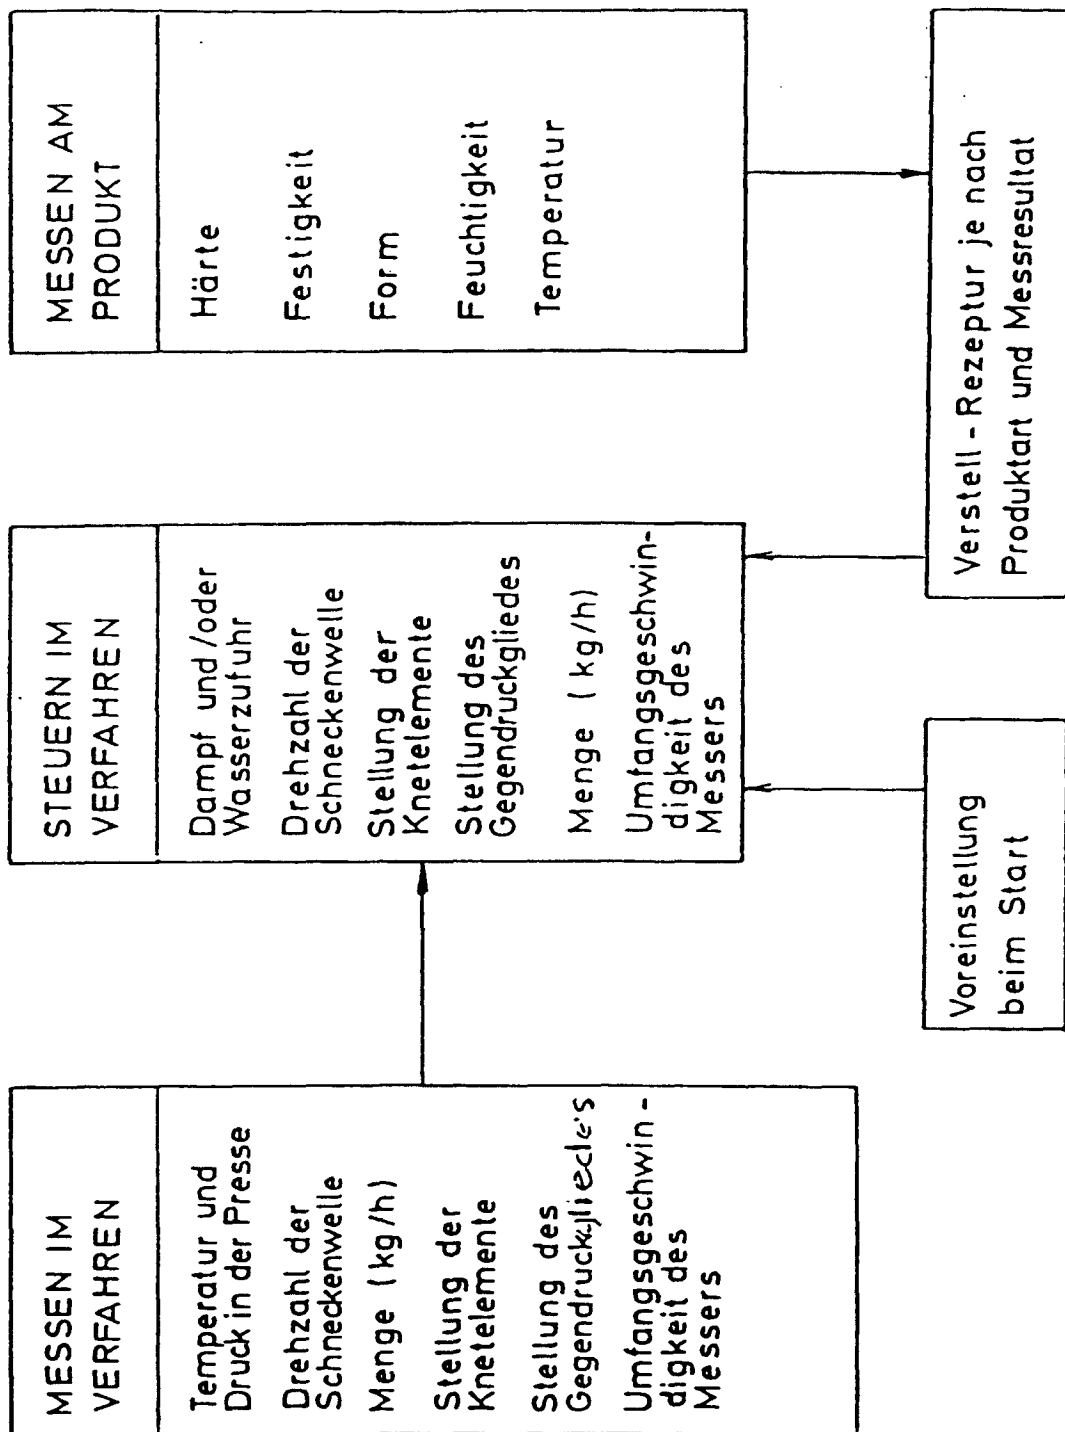 MESSEN IM
VERFAHREN
Temperatur und
Druck in der Presse
Drehzahl der
Schneckenwelle
Menge (kg/h)
Stellung der
Knetelemente
Stellung des
Gegendruckgliedes
Umfangsgeschwin-
digkeit des
Messers
STEUERN IM
VERFAHREN
Dampf und/oder
Wasserzufuhr
Drehzahl der
Schneckenwelle
Stellung der
Knetelemente
Stellung des
Gegendruckgliedes
Menge (kg/h)
Umfangsgeschwin-
digkeit des
Messers
MESSEN AM
PRODUKT
Härte
Festigkeit
Form
Feuchtigkeit
Temperatur
Voreinstellung
beim Start
Verstell-Rezeptur je nach
Produktart und Messresultat